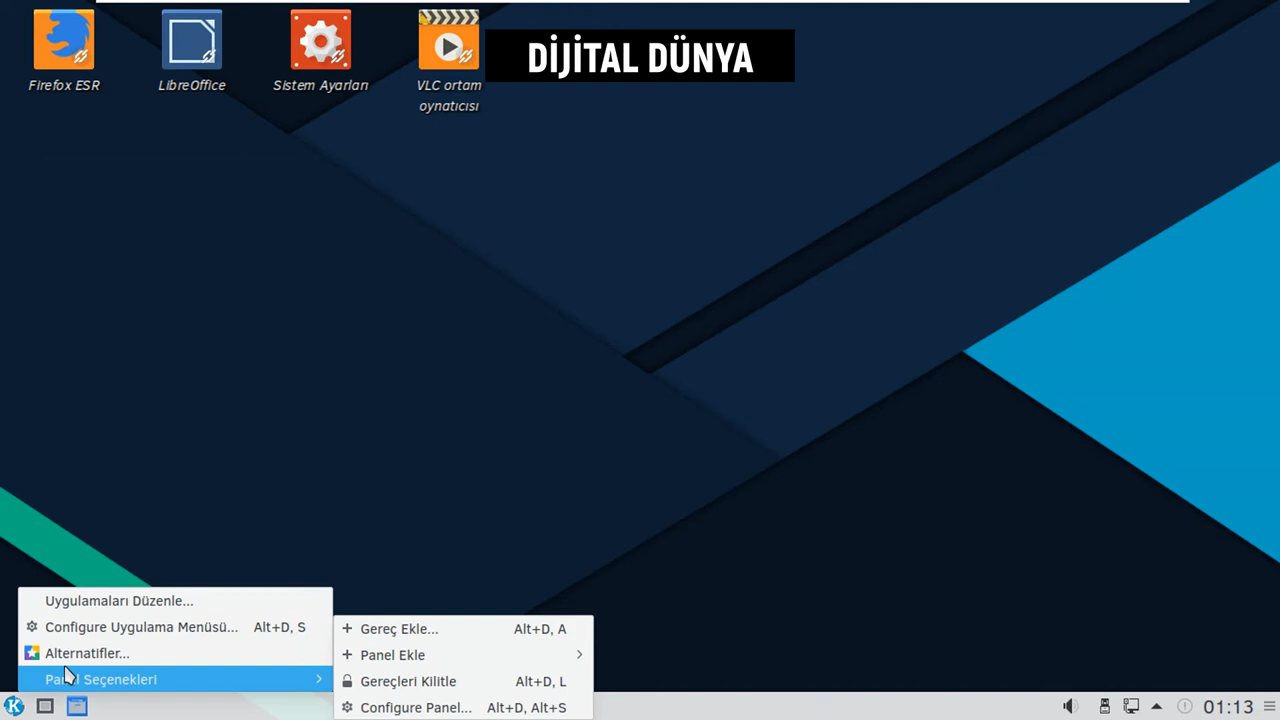 DİJİTAL DÜNYA
Firefox ESR
LibreOffice
Sistem Ayarları
VLC ortam
oynatıcısı
Uygulamaları Düzenle...
Configure Uygulama Menüsü... Alt+D, S
Alternatifler...
Panel Seçenekleri
Gereç Ekle... Alt+D, A
Panel Ekle
Gereçleri Kilitle Alt+D, L
Configure Panel... Alt+D, Alt+S
01:13